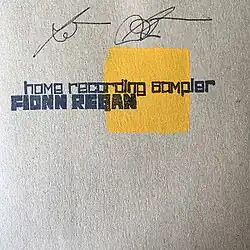 home recording sampler
FIONN REGAN